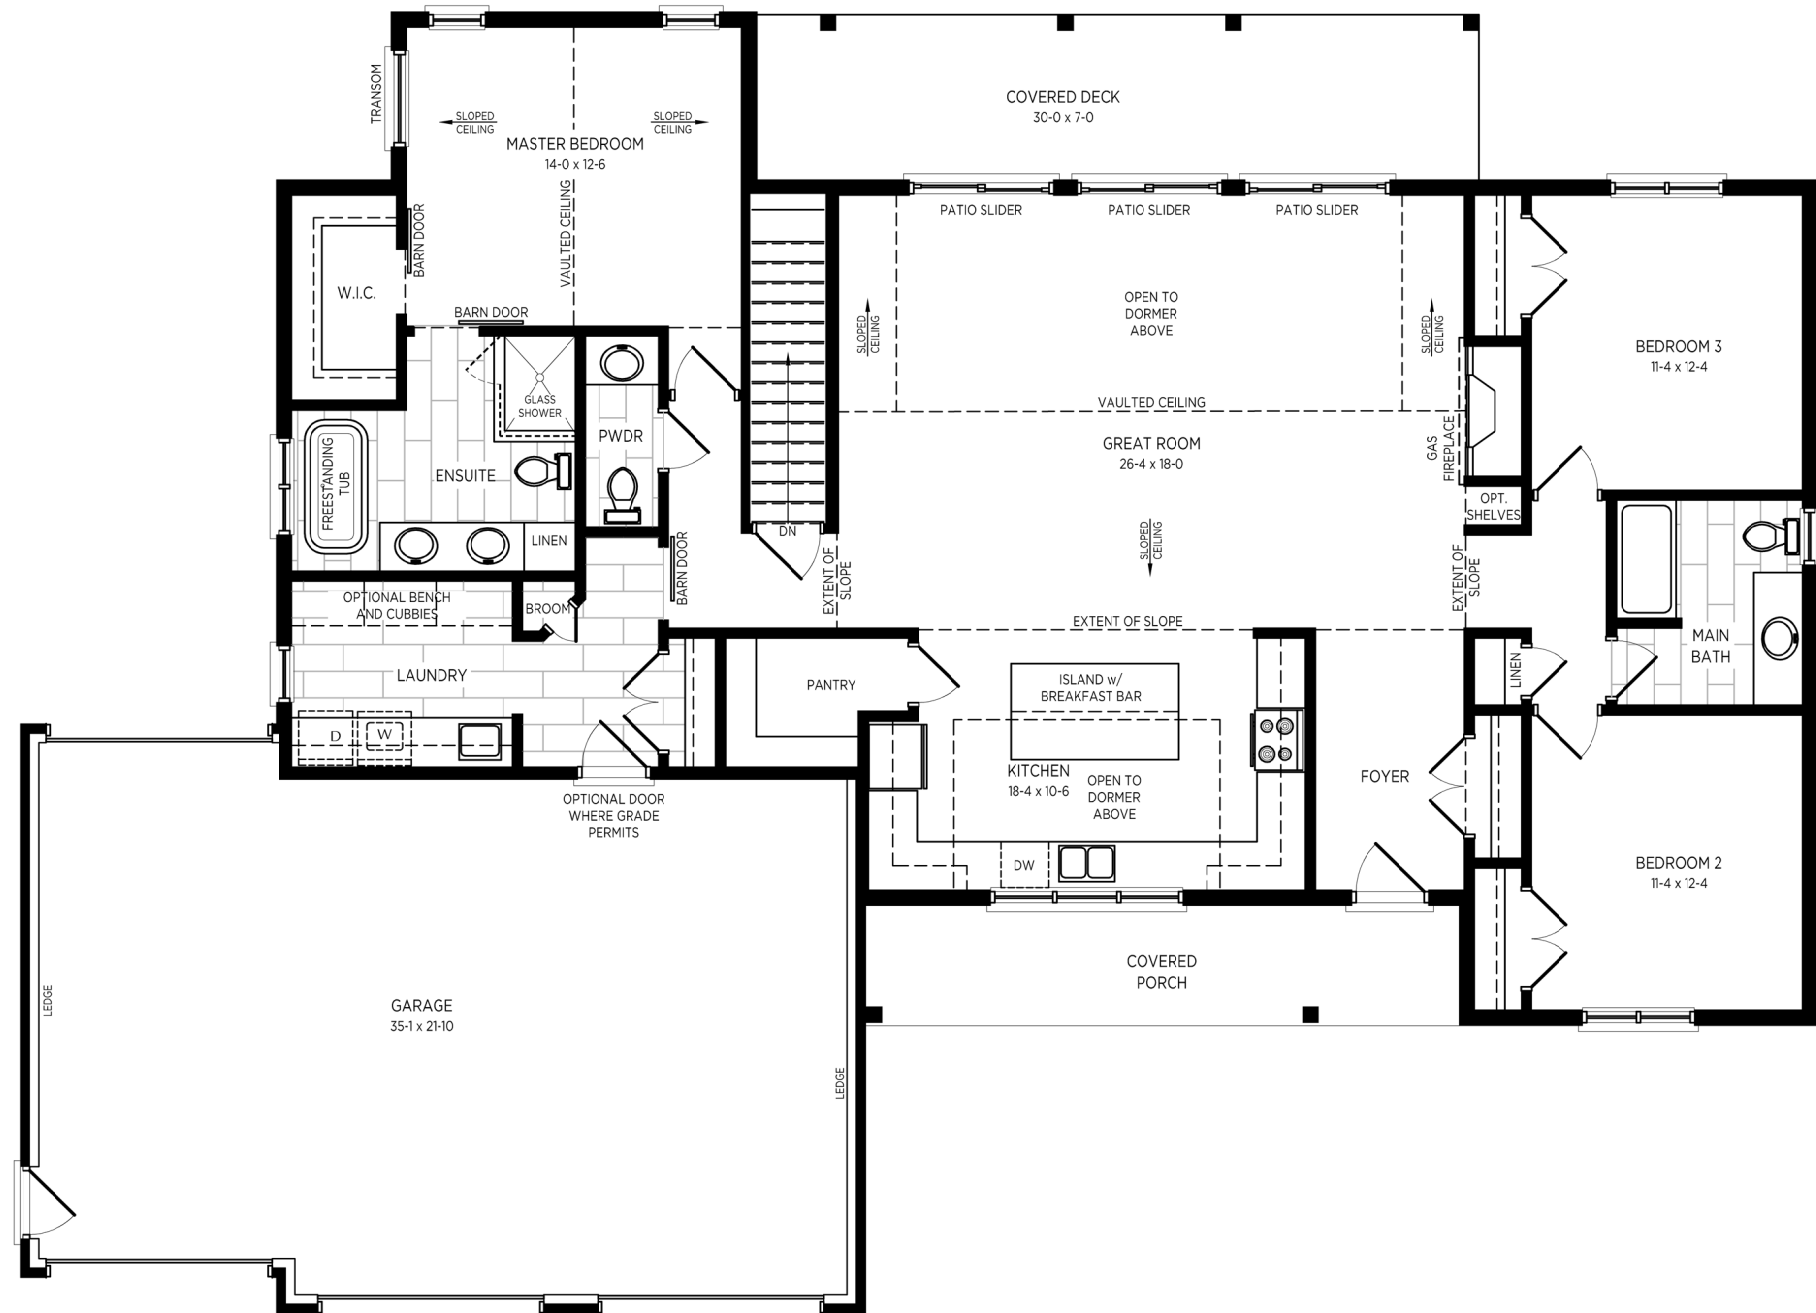 TRANSOM
SLOPED
CEILING
SLOPED
CEILING
MASTER BEDROOM
14-0 x 12-6
VAULTED CEILING
BARN DOOR
W.I.C.
BARN DOOR
COVERED DECK
30-0 x 7-0
PATIO SLIDER
PATIO SLIDER
PATIO SLIDER
OPEN TO
DORMER
ABOVE
SLOPED
CEILING
SLOPED
CEILING
VAULTED CEILING
GREAT ROOM
26-4 x 18-0
GAS
FIREPLACE
OPT.
SHELVES
SLOPED
CEILING
EXTENT OF
SLOPE
EXTENT OF
SLOPE
EXTENT OF SLOPE
BEDROOM 3
11-4 x 12-4
GLASS
SHOWER
PWDR
ENSUITE
FREESTANDING
TUB
LINEN
DN
BARN DOOR
OPTIONAL BENCH
AND CUBBIES
BROOM
LAUNDRY
D
W
PANTRY
ISLAND w/
BREAKFAST BAR
KITCHEN
18-4 x 10-6
OPEN TO
DORMER
ABOVE
DW
FOYER
LINEN
MAIN
BATH
BEDROOM 2
11-4 x 12-4
OPTIONAL DOOR
WHERE GRADE
PERMITS
COVERED
PORCH
GARAGE
35-1 x 21-10
LEDGE
LEDGE